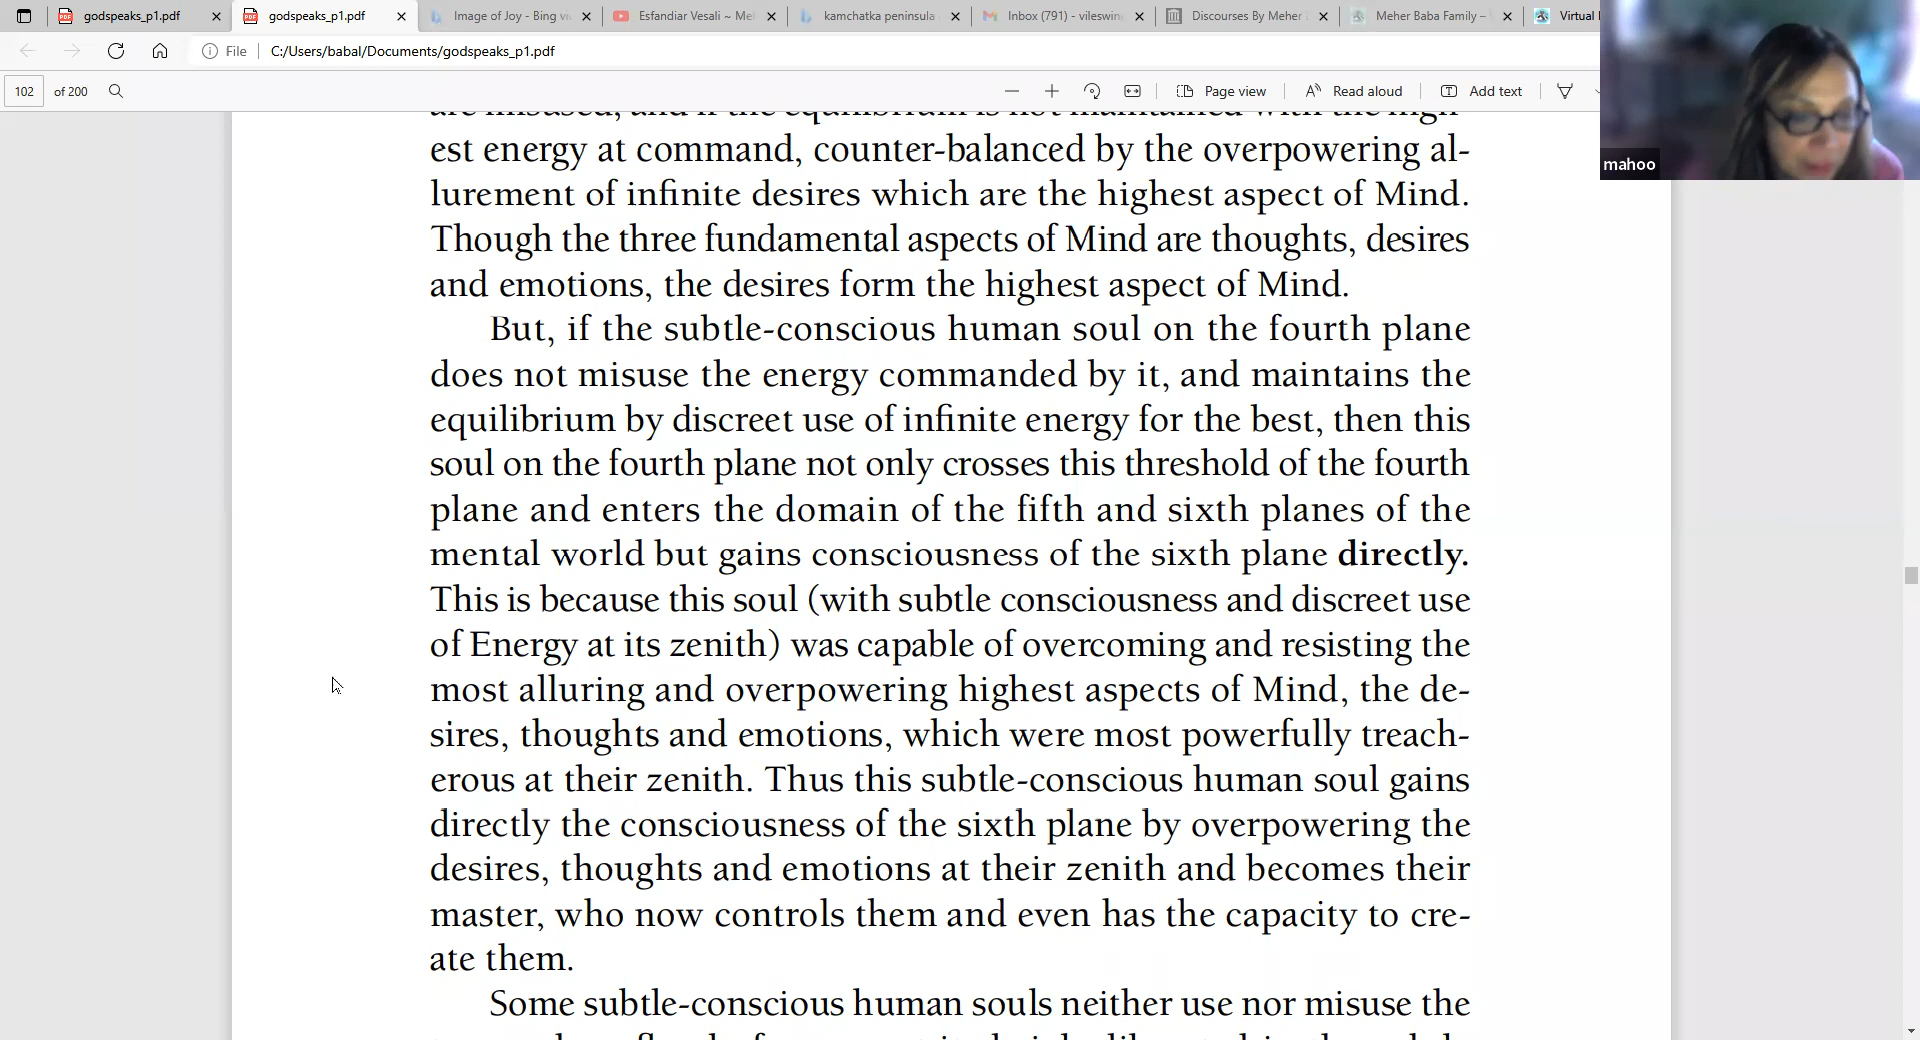 godspeaks_p1.pdf
godspeaks_p1.pdf
Image of Joy - Bing vi
Esfandiar Vesali ~ Me
kamchatka peninsula
Inbox (791) - vileswin
Discourses By Meher
Meher Baba Family –
Virtual
File C:/Users/babal/Documents/godspeaks_p1.pdf
102 of 200 Page view Read aloud Add text
mahoo
are misused, and if the equilibrium is not maintained with the high-
est energy at command, counter-balanced by the overpowering al-
lurement of infinite desires which are the highest aspect of Mind.
Though the three fundamental aspects of Mind are thoughts, desires
and emotions, the desires form the highest aspect of Mind.
But, if the subtle-conscious human soul on the fourth plane
does not misuse the energy commanded by it, and maintains the
equilibrium by discreet use of infinite energy for the best, then this
soul on the fourth plane not only crosses this threshold of the fourth
plane and enters the domain of the fifth and sixth planes of the
mental world but gains consciousness of the sixth plane directly.
This is because this soul (with subtle consciousness and discreet use
of Energy at its zenith) was capable of overcoming and resisting the
most alluring and overpowering highest aspects of Mind, the de-
sires, thoughts and emotions, which were most powerfully treach-
erous at their zenith. Thus this subtle-conscious human soul gains
directly the consciousness of the sixth plane by overpowering the
desires, thoughts and emotions at their zenith and becomes their
master, who now controls them and even has the capacity to cre-
ate them.
Some subtle-conscious human souls neither use nor misuse the